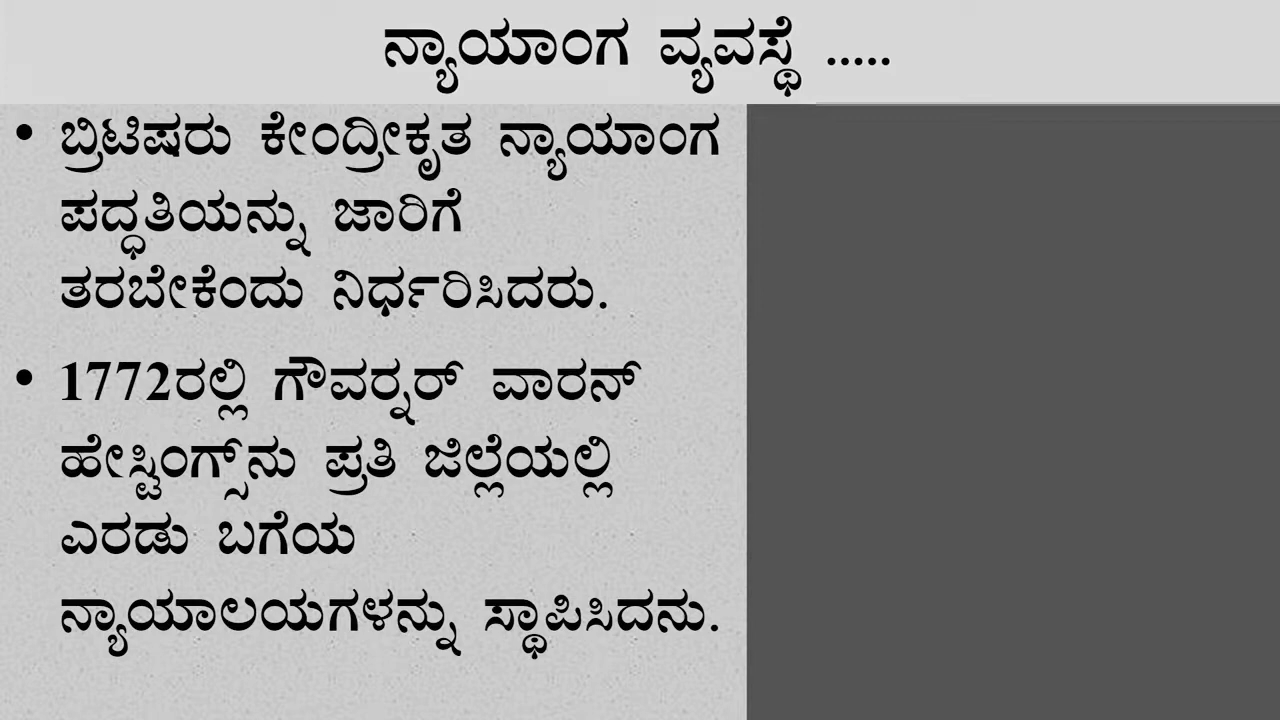 ನ್ಯಾಯಾಂಗ ವ್ಯವಸ್ಥೆ .....
• ಬ್ರಿಟಿಷರು ಕೇಂದ್ರೀಕೃತ ನ್ಯಾಯಾಂಗ
ಪದ್ಧತಿಯನ್ನು ಜಾರಿಗೆ
ತರಬೇಕೆಂದು ನಿರ್ಧರಿಸಿದರು.
• 1772ರಲ್ಲಿ ಗೌವರ‍್ನರ್ ವಾರನ್
ಹೇಸ್ಟಿಂಗ್ಸ್‌ನು ಪ್ರತಿ ಜಿಲ್ಲೆಯಲ್ಲಿ
ಎರಡು ಬಗೆಯ
ನ್ಯಾಯಾಲಯಗಳನ್ನು ಸ್ಥಾಪಿಸಿದನು.